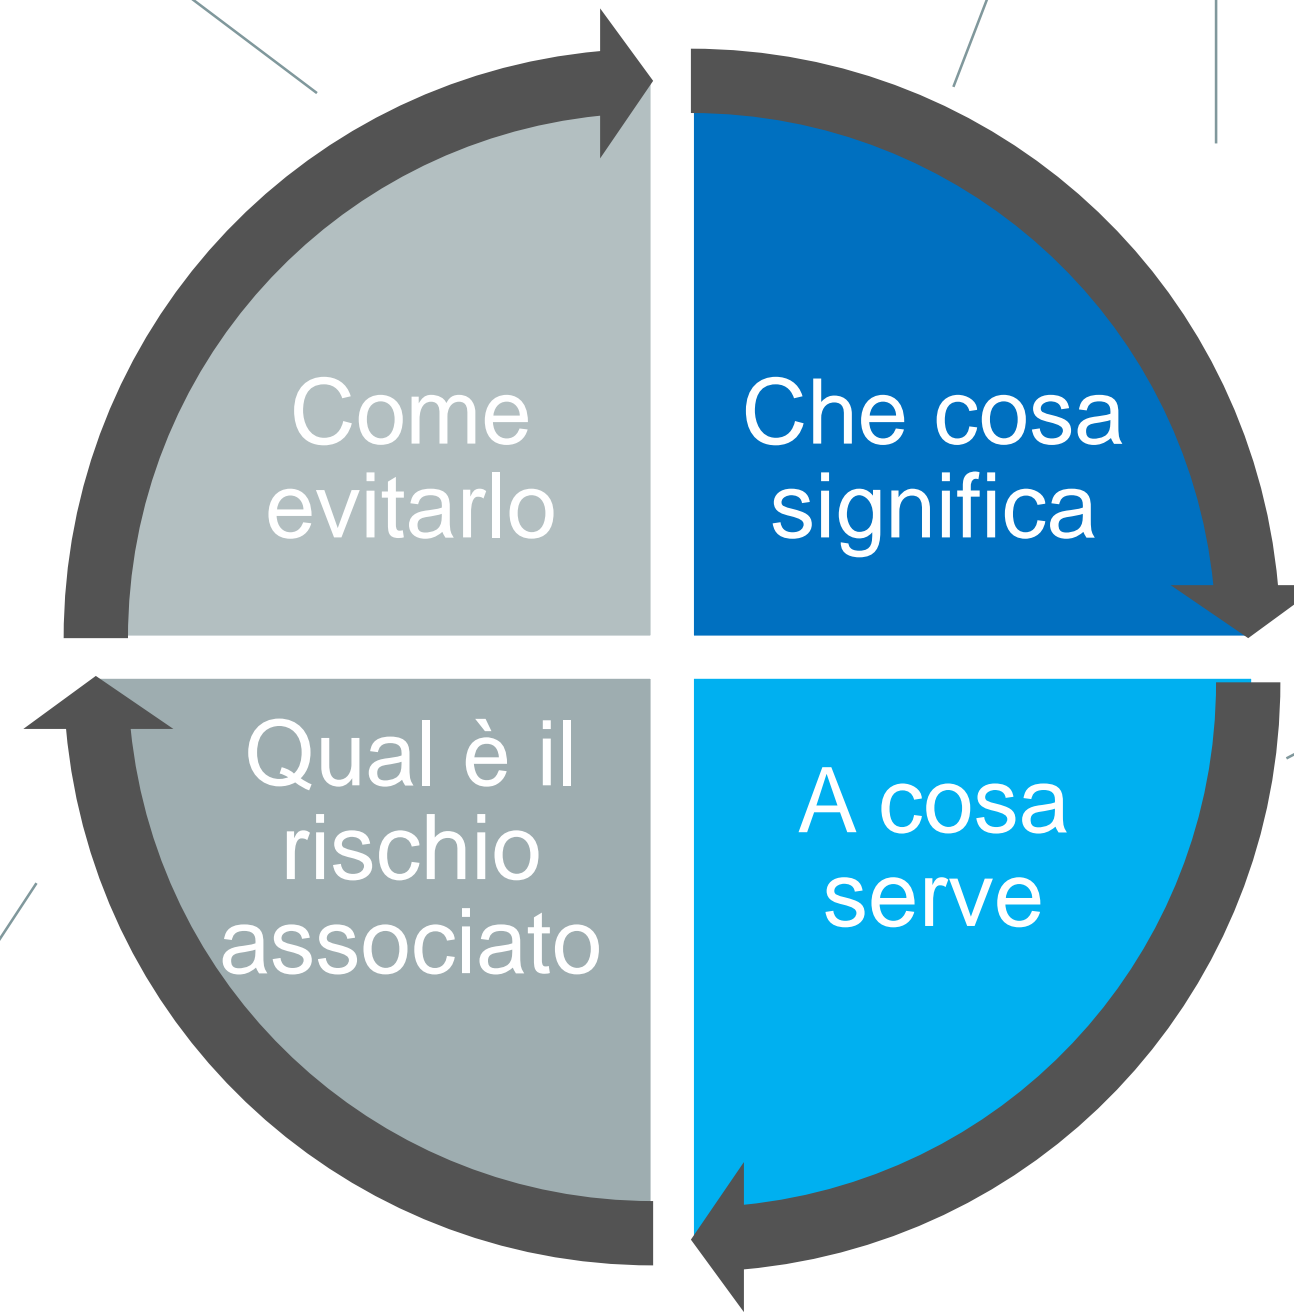 Come
evitarlo
Che cosa
significa
Qual è il
rischio
associato
A cosa
serve